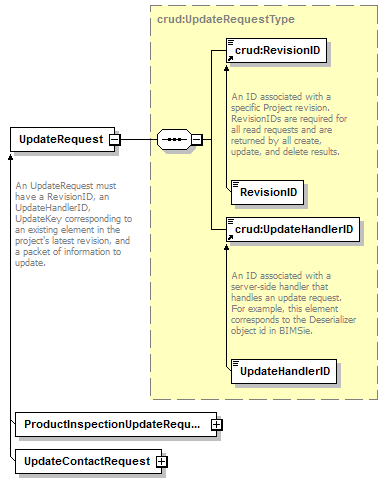 crud:UpdateRequestType
crud:RevisionID
An ID associated with a
specific Project revision.
RevisionIDs are required for
all read requests and are
returned by all create,
update, and delete results.
UpdateRequest
An UpdateRequest must
have a RevisionID, an
UpdateHandlerID,
UpdateKey corresponding to
an existing element in the
project's latest revision, and
a packet of information to
update.
RevisionID
crud:UpdateHandlerID
An ID associated with a
server-side handler that
handles an update request.
For example, this element
corresponds to the Deserializer
object id in BIMSie.
UpdateHandlerID
ProductInspectionUpdateRequ...
UpdateContactRequest